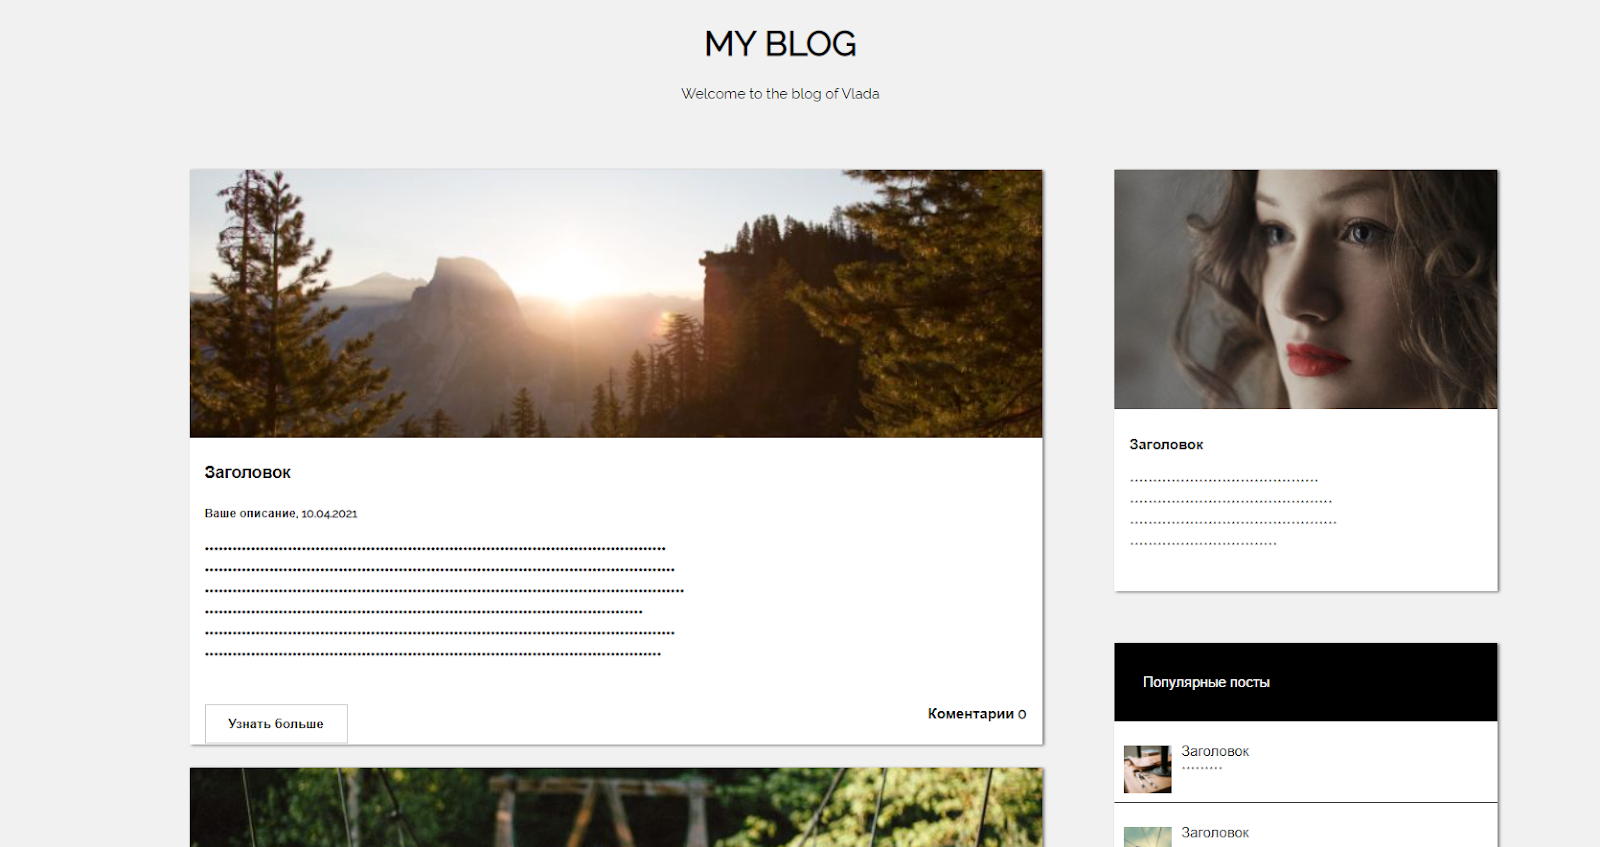 MY BLOG
Welcome to the blog of Vlada
Заголовок
Ваше описание, 10.04.2021
Узнать больше
Коментарии 0
Заголовок
Популярные посты
Заголовок
Заголовок